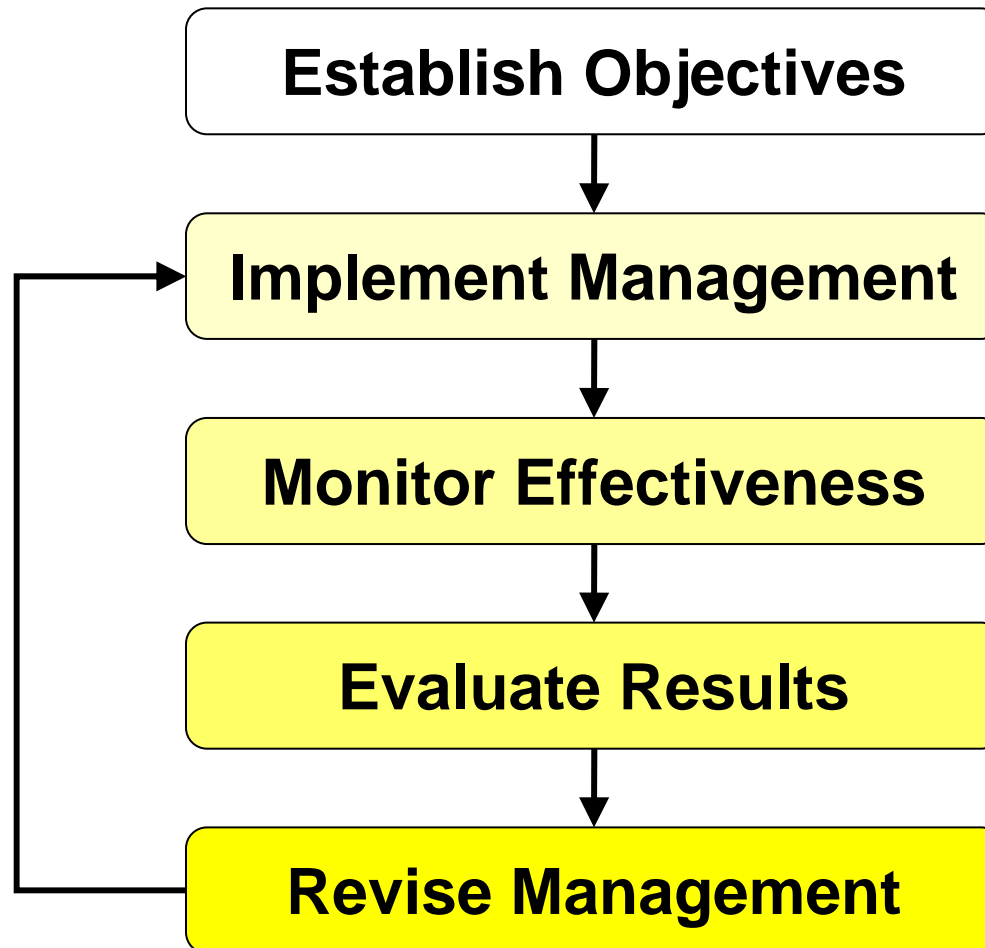 Establish Objectives
Implement Management
Monitor Effectiveness
Evaluate Results
Revise Management